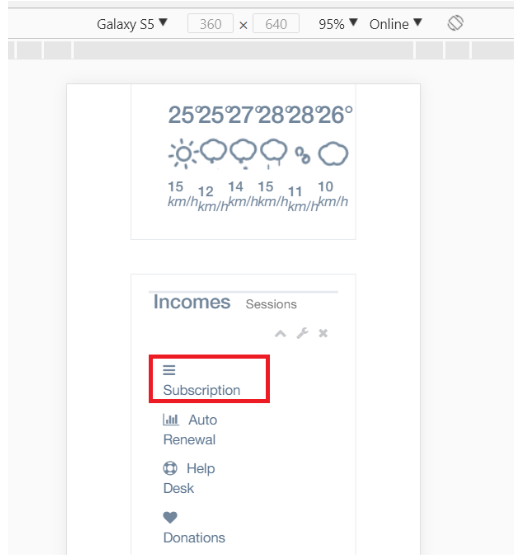 Galaxy S5 ▼ 360 × 640 95% ▼ Online ▼
25° 25° 27° 28° 28° 26°
15 12 14 15 11 10
km/h km/h km/h km/h km/h km/h
Incomes Sessions
Subscription
Auto
Renewal
Help
Desk
Donations